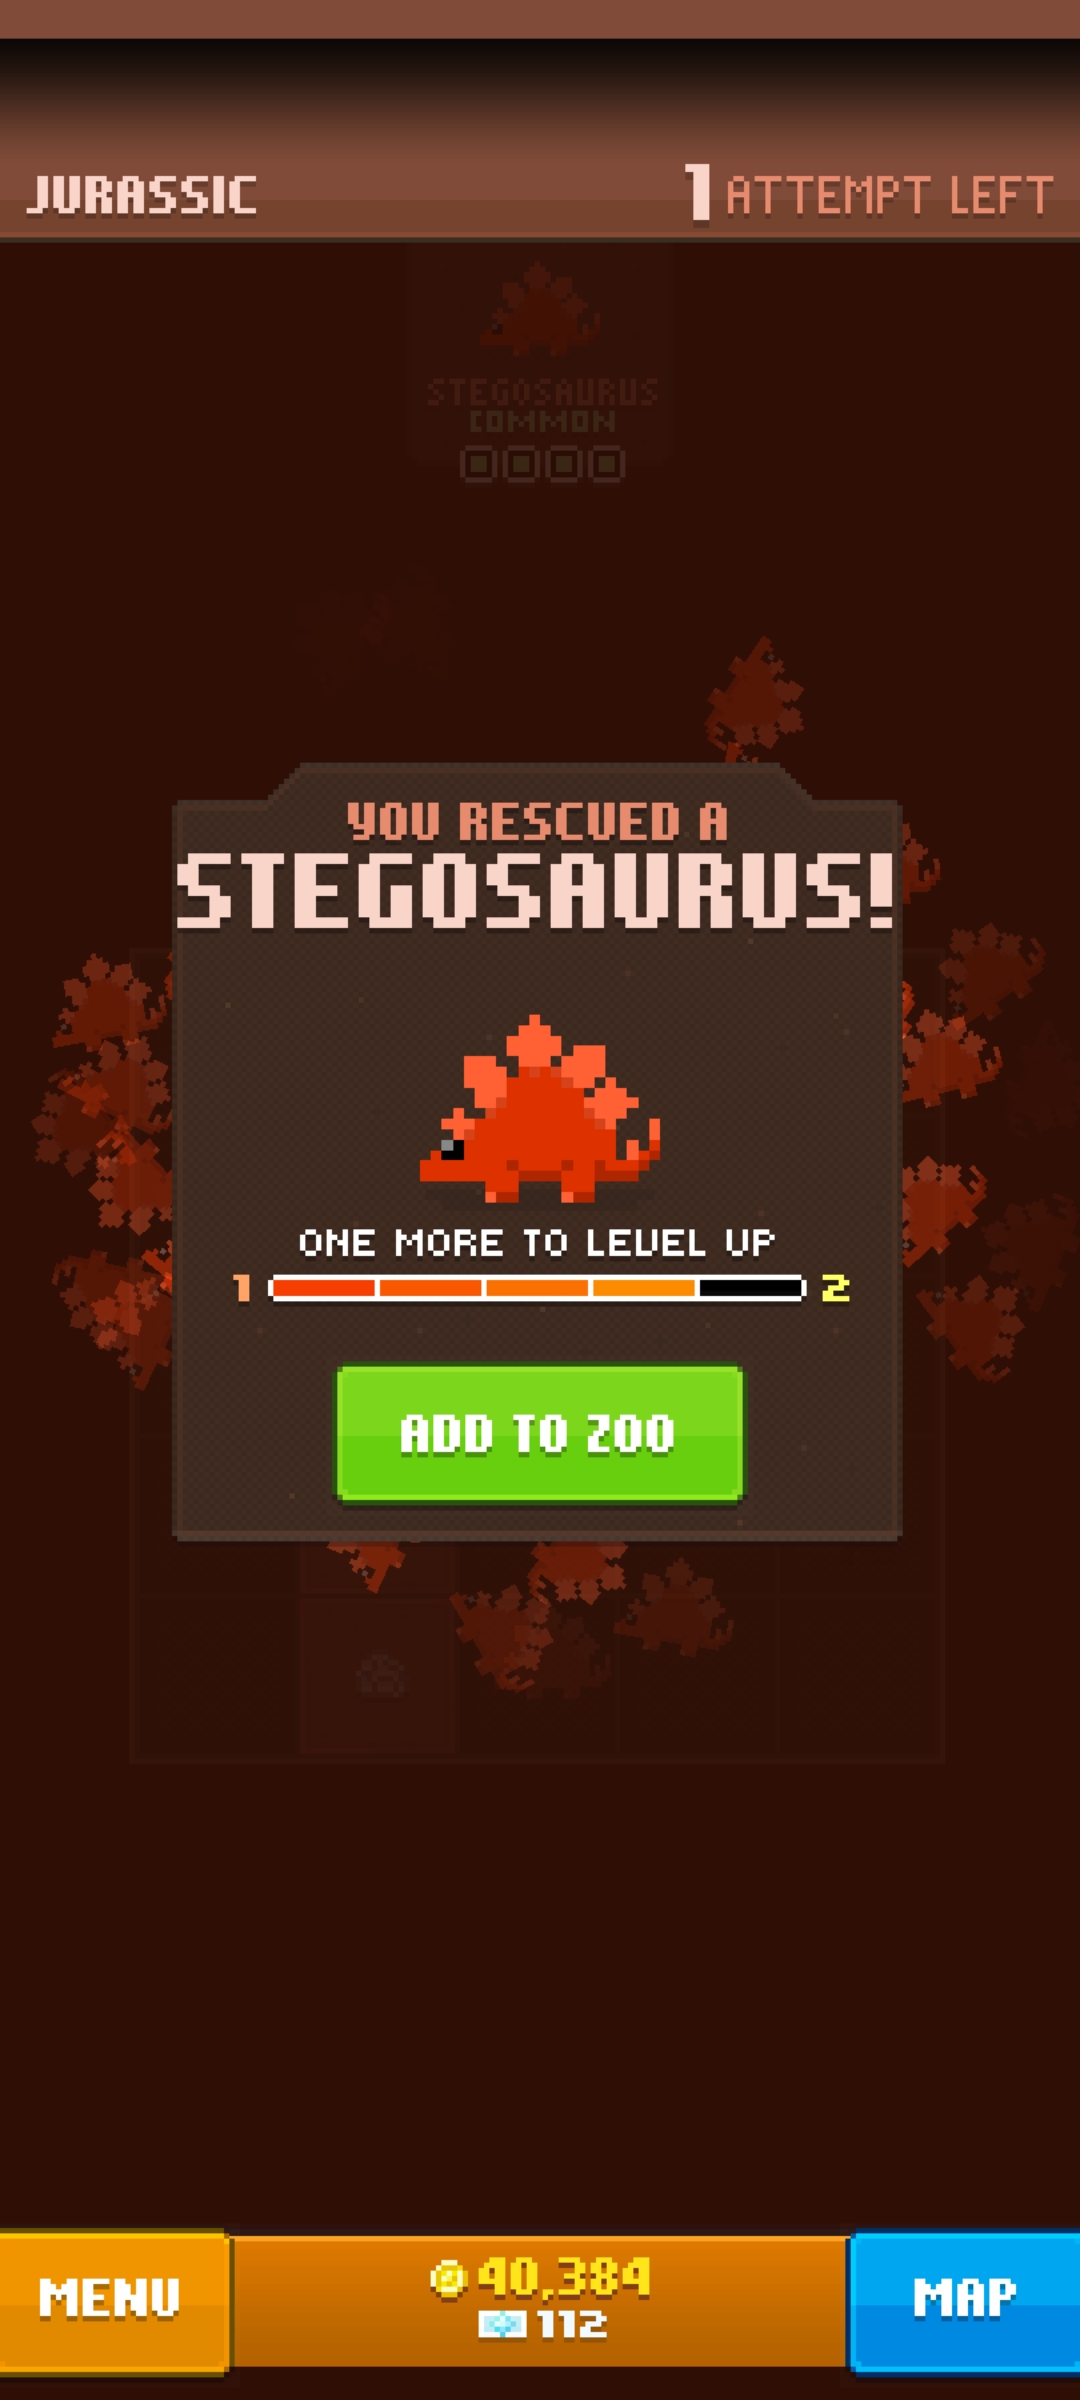 JURASSIC
1 ATTEMPT LEFT
STEGOSAURUS
COMMON
YOU RESCUED A
STEGOSAURUS!
ONE MORE TO LEVEL UP
1 2
ADD TO ZOO
MENU
40,384
112
MAP